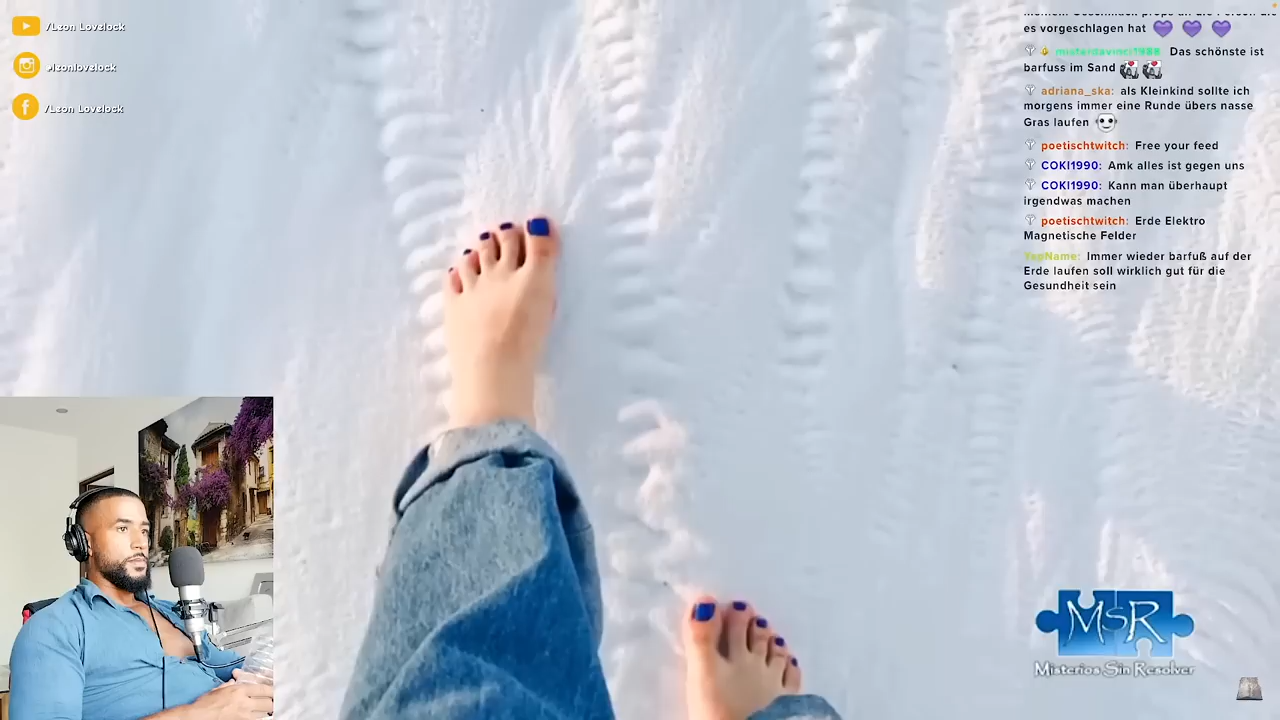 /Leon Lovelock
@leonlovelock
/Leon Lovelock
es vorgeschlagen hat
misterdavinci1986: Das schönste ist
barfuss im Sand
adriana_ska: als Kleinkind sollte ich
morgens immer eine Runde übers nasse
Gras laufen
poetischtwitch: Free your feed
COKI1990: Amk alles ist gegen uns
COKI1990: Kann man überhaupt
irgendwas machen
poetischtwitch: Erde Elektro
Magnetische Felder
YapName: Immer wieder barfuß auf der
Erde laufen soll wirklich gut für die
Gesundheit sein
MSR
Misterios Sin Resolver